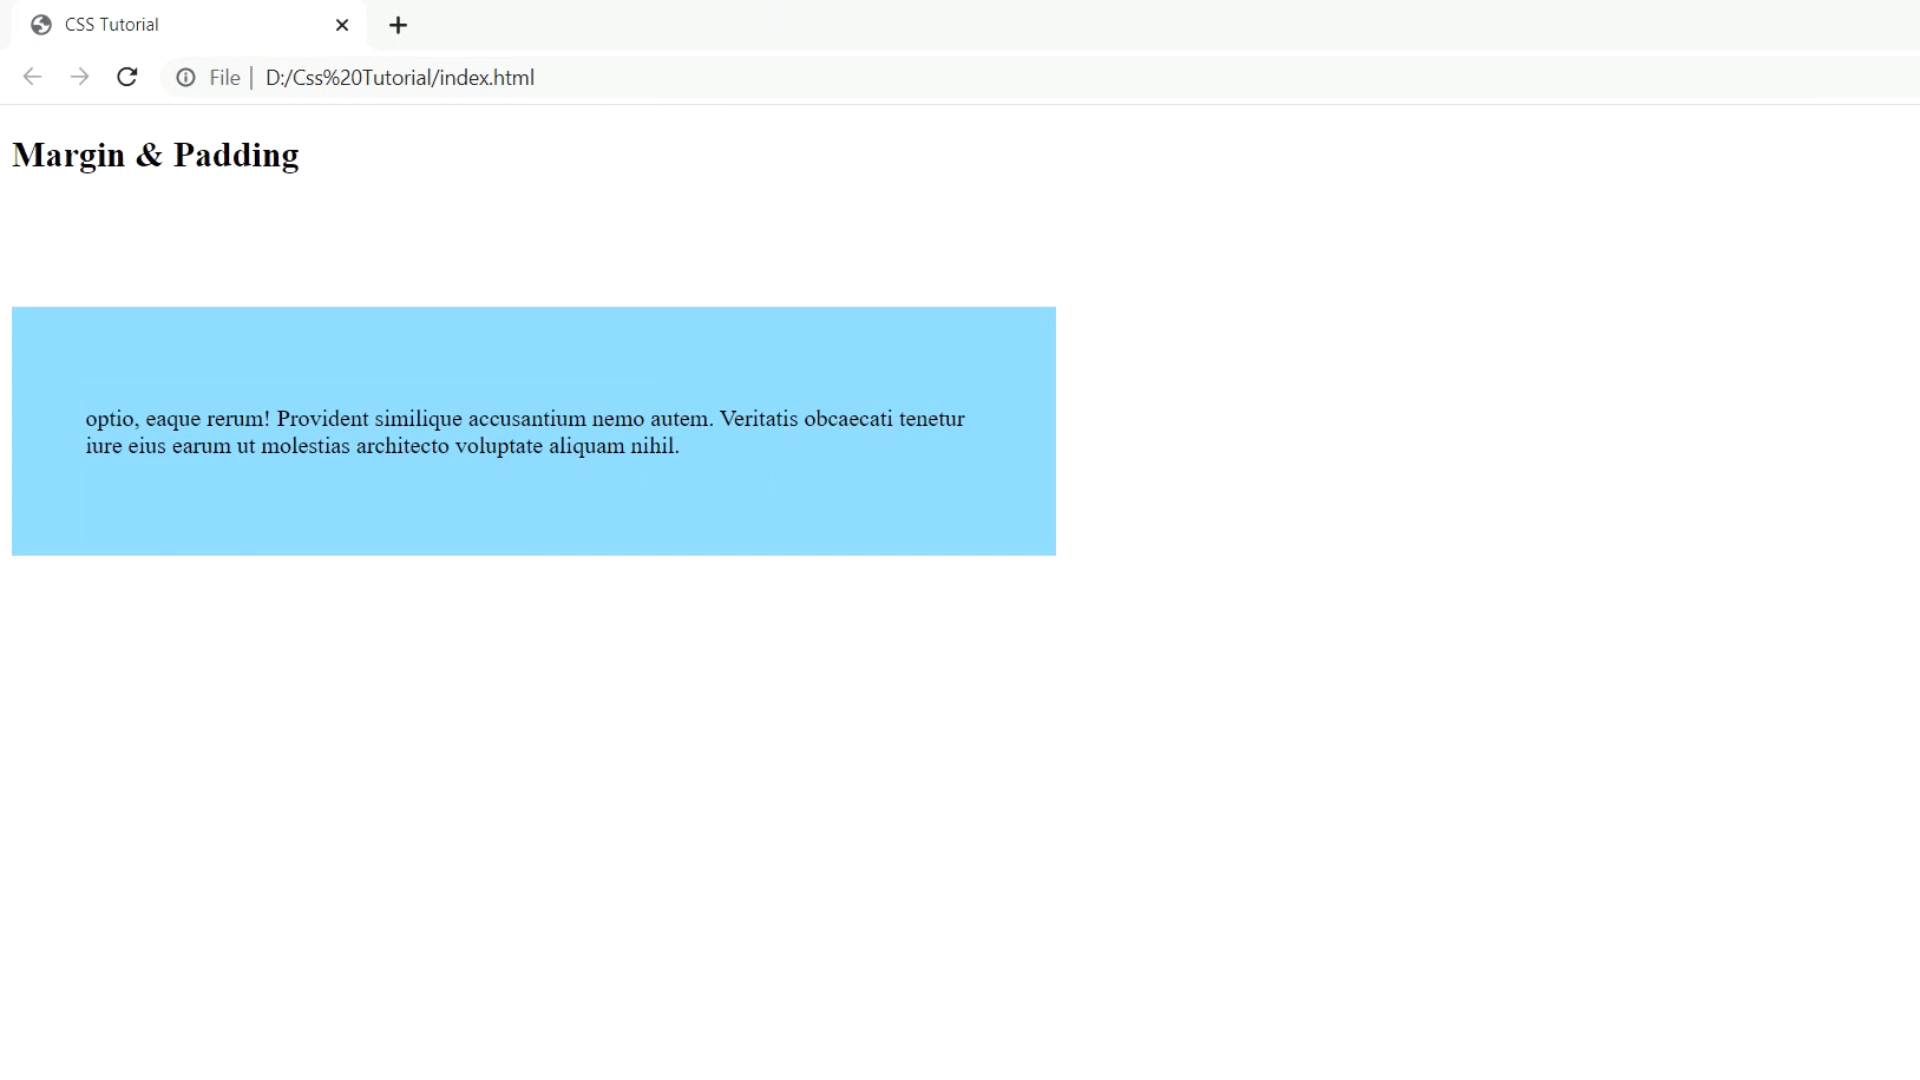 CSS Tutorial
File | D:/Css%20Tutorial/index.html
Margin & Padding
optio, eaque rerum! Provident similique accusantium nemo autem. Veritatis obcaecati tenetur
iure eius earum ut molestias architecto voluptate aliquam nihil.